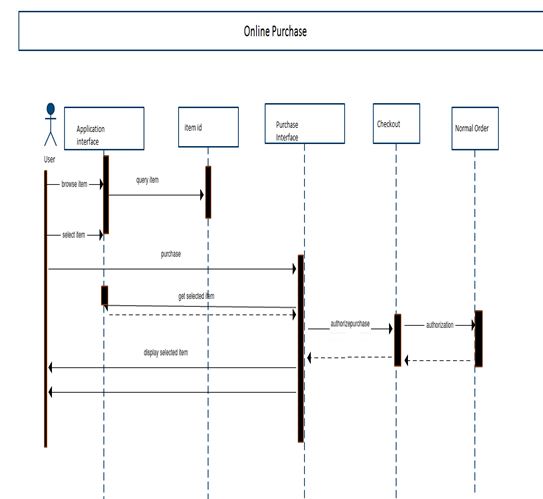 Online Purchase
User
Application
interface
item id
Purchase
Interface
Checkout
Normal Order
browse item
query item
select item
purchase
get selected item
authorizepurchase
authorization
display selected item